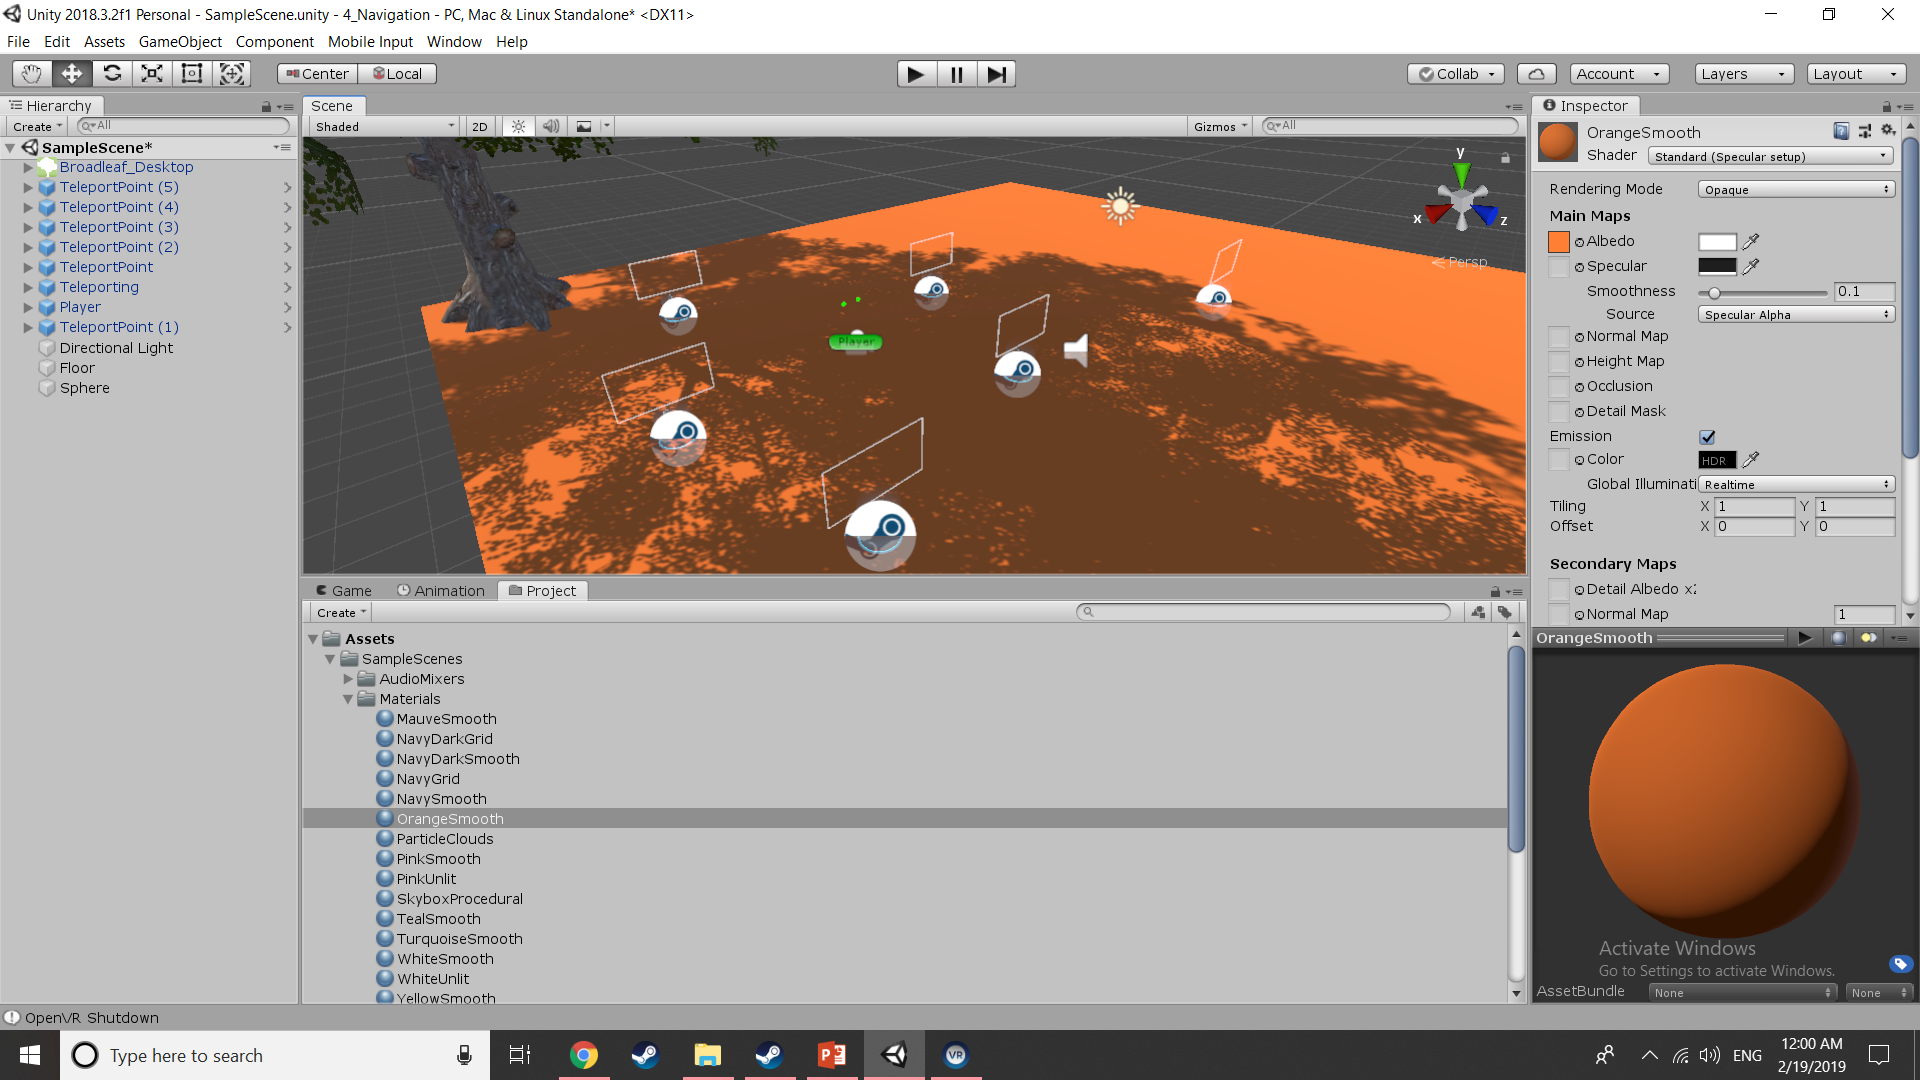 Unity 2018.3.2f1 Personal - SampleScene.unity - 4_Navigation - PC, Mac & Linux Standalone* <DX11>
File Edit Assets GameObject Component Mobile Input Window Help
Center Local Collab Account Layers Layout
Hierarchy
Create All
SampleScene*
Broadleaf_Desktop
TeleportPoint (5)
TeleportPoint (4)
TeleportPoint (3)
TeleportPoint (2)
TeleportPoint
Teleporting
Player
TeleportPoint (1)
Directional Light
Floor
Sphere
Scene
Shaded 2D Gizmos All
y
x
z
Persp
Player
Game Animation Project
Create
Assets
SampleScenes
AudioMixers
Materials
MauveSmooth
NavyDarkGrid
NavyDarkSmooth
NavyGrid
NavySmooth
OrangeSmooth
ParticleClouds
PinkSmooth
PinkUnlit
SkyboxProcedural
TealSmooth
TurquoiseSmooth
WhiteSmooth
WhiteUnlit
YellowSmooth
Inspector
OrangeSmooth
Shader Standard (Specular setup)
Rendering Mode Opaque
Main Maps
Albedo
Specular
Smoothness 0.1
Source Specular Alpha
Normal Map
Height Map
Occlusion
Detail Mask
Emission
Color HDR
Global Illuminati Realtime
Tiling X 1 Y 1
Offset X 0 Y 0
Secondary Maps
Detail Albedo x2
Normal Map 1
OrangeSmooth
Activate Windows
Go to Settings to activate Windows.
AssetBundle None None
OpenVR Shutdown
Type here to search
VR
ENG
12:00 AM
2/19/2019